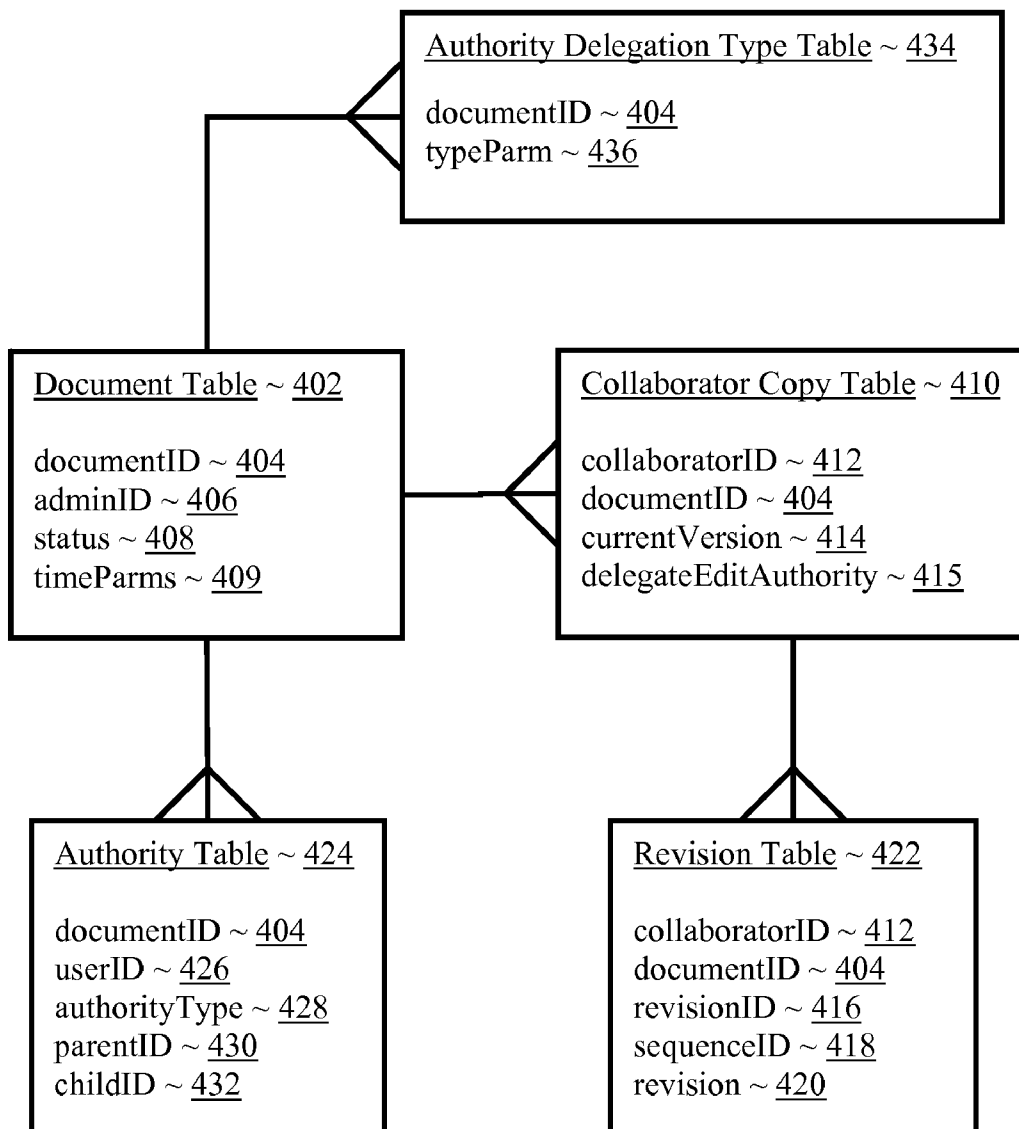 Authority Delegation Type Table ~ 434
documentID ~ 404
typeParm ~ 436
Document Table ~ 402
documentID ~ 404
adminID ~ 406
status ~ 408
timeParms ~ 409
Collaborator Copy Table ~ 410
collaboratorID ~ 412
documentID ~ 404
currentVersion ~ 414
delegateEditAuthority ~ 415
Authority Table ~ 424
documentID ~ 404
userID ~ 426
authorityType ~ 428
parentID ~ 430
childID ~ 432
Revision Table ~ 422
collaboratorID ~ 412
documentID ~ 404
revisionID ~ 416
sequenceID ~ 418
revision ~ 420